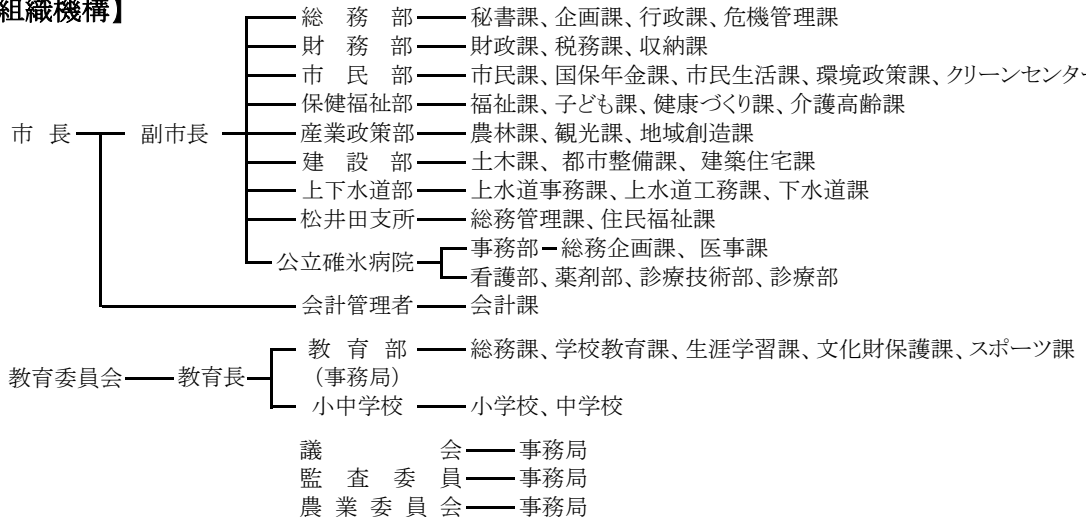 組織機構】
総務部 秘書課、企画課、行政課、危機管理課
財務部 財政課、税務課、収納課
市民部 市民課、国保年金課、市民生活課、環境政策課、クリーンセンター
保健福祉部 福祉課、子ども課、健康づくり課、介護高齢課
市長 副市長 産業政策部 農林課、観光課、地域創造課
建設部 土木課、都市整備課、建築住宅課
上下水道部 上水道事務課、上水道工務課、下水道課
松井田支所 総務管理課、住民福祉課
公立碓氷病院 事務部 総務企画課、医事課
看護部、薬剤部、診療技術部、診療部
会計管理者 会計課
教育部 総務課、学校教育課、生涯学習課、文化財保護課、スポーツ課
教育委員会 教育長 (事務局)
小中学校 小学校、中学校
議会 事務局
監査委員 事務局
農業委員会 事務局